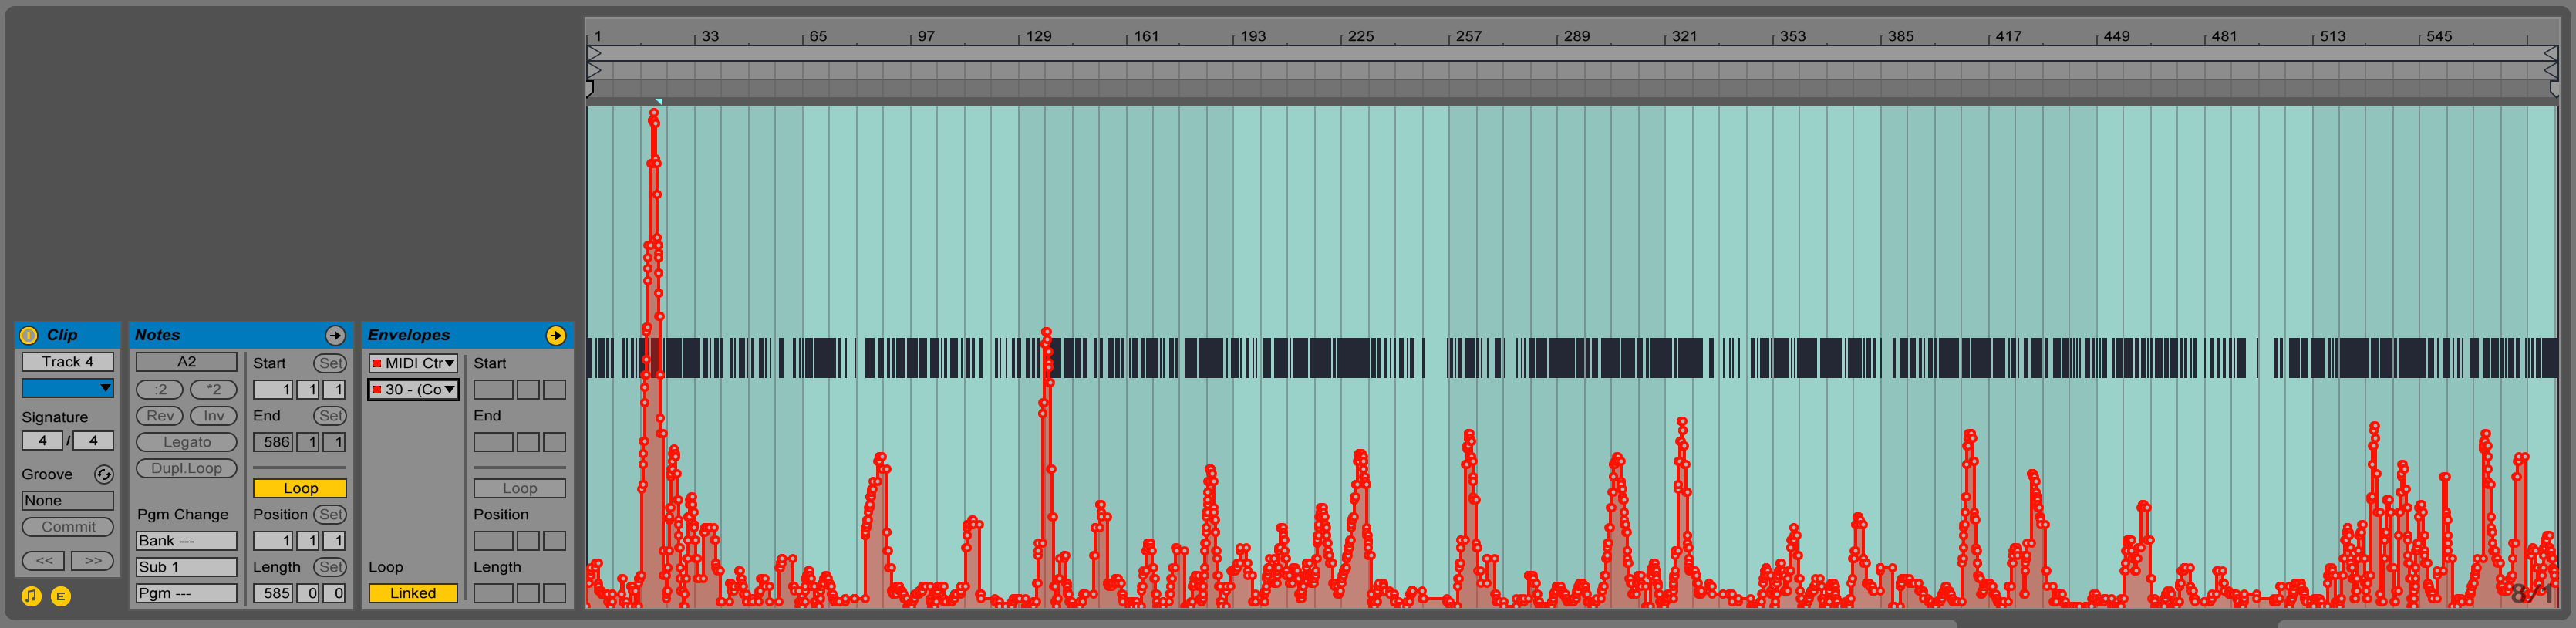 1 33 65 97 129 161 193 225 257 289 321 353 385 417 449 481 513 545
Clip
Track 4
Signature
4 / 4
Groove
None
Commit
<< >>
E
Notes
A2
:2 *2
Rev Inv
Legato
Dupl.Loop
Pgm Change
Bank ---
Sub 1
Pgm ---
Start Set
1 1 1
End Set
586 1 1
Loop
Position Set
1 1 1
Length Set
585 0 0
Envelopes
MIDI Ctr
30 - (Co
Loop
Linked
Start
End
Loop
Position
Length
8/1